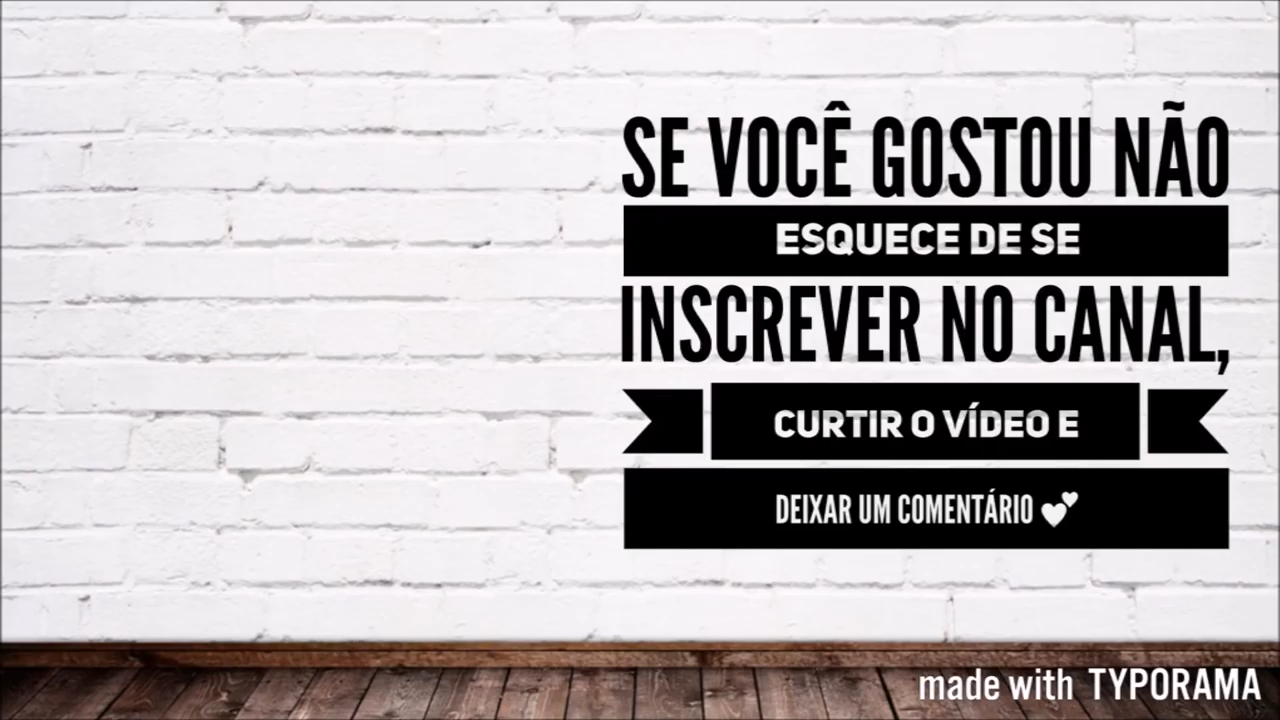 SE VOCÊ GOSTOU NÃO
ESQUECE DE SE
INSCREVER NO CANAL,
CURTIR O VÍDEO E
DEIXAR UM COMENTÁRIO 💕
made with TYPORAMA